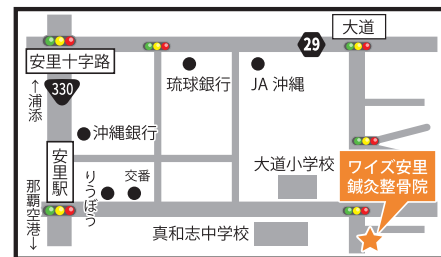 大道
29
安里十字路
330
琉球銀行
JA 沖縄
↑浦添
沖縄銀行
安里駅
りうぼう
交番
大道小学校
ワイズ安里
鍼灸整骨院
那覇空港↓
真和志中学校